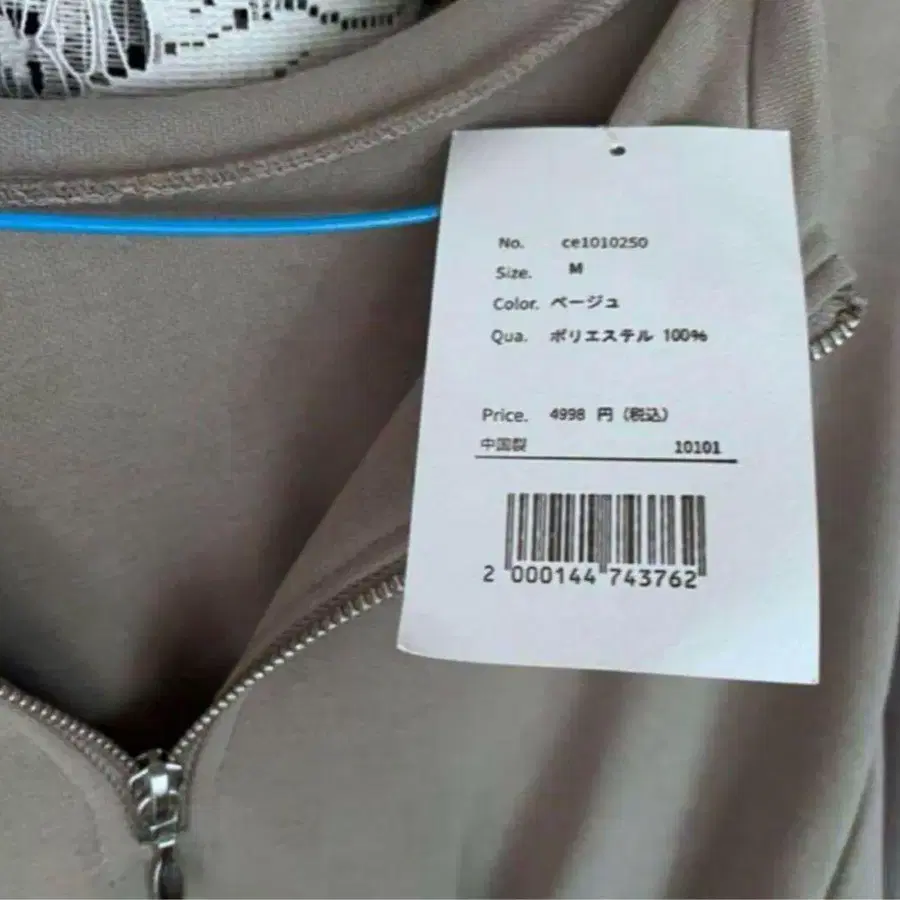 No. ce1010250
Size. M
Color. ベージュ
Qua. ポリエステル 100%
Price. 4998 円 (税込)
中国製 10101
2 000144 743762